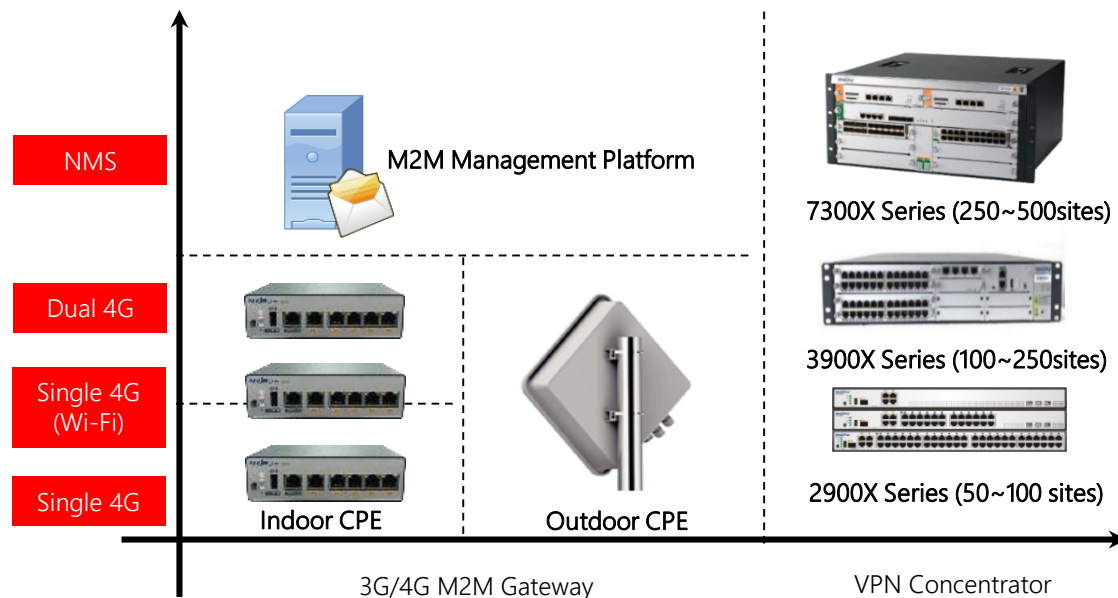 NMS
M2M Management Platform
7300X Series (250~500sites)
Dual 4G
3900X Series (100~250sites)
Single 4G
(Wi-Fi)
Single 4G
2900X Series (50~100 sites)
Indoor CPE
Outdoor CPE
3G/4G M2M Gateway
VPN Concentrator